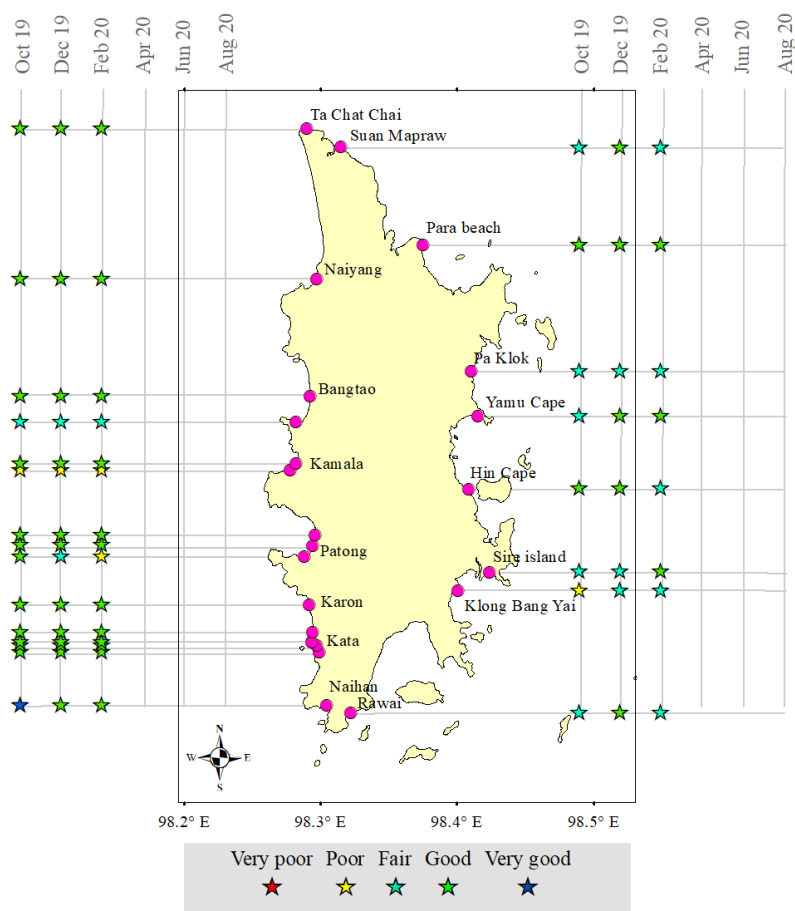 Oct 19 Dec 19 Feb 20 Apr 20 Jun 20 Aug 20 Oct 19 Dec 19 Feb 20 Apr 20 Jun 20 Aug 20
Ta Chat Chai
Suan Mapraw
Para beach
Naiyang
Pa Klok
Bangtao
Yamu Cape
Kamala
Hin Cape
Patong
Sire island
Karon
Klong Bang Yai
Kata
Naihan
Rawai
N
W E
S
98.2° E 98.3° E 98.4° E 98.5° E
Very poor Poor Fair Good Very good